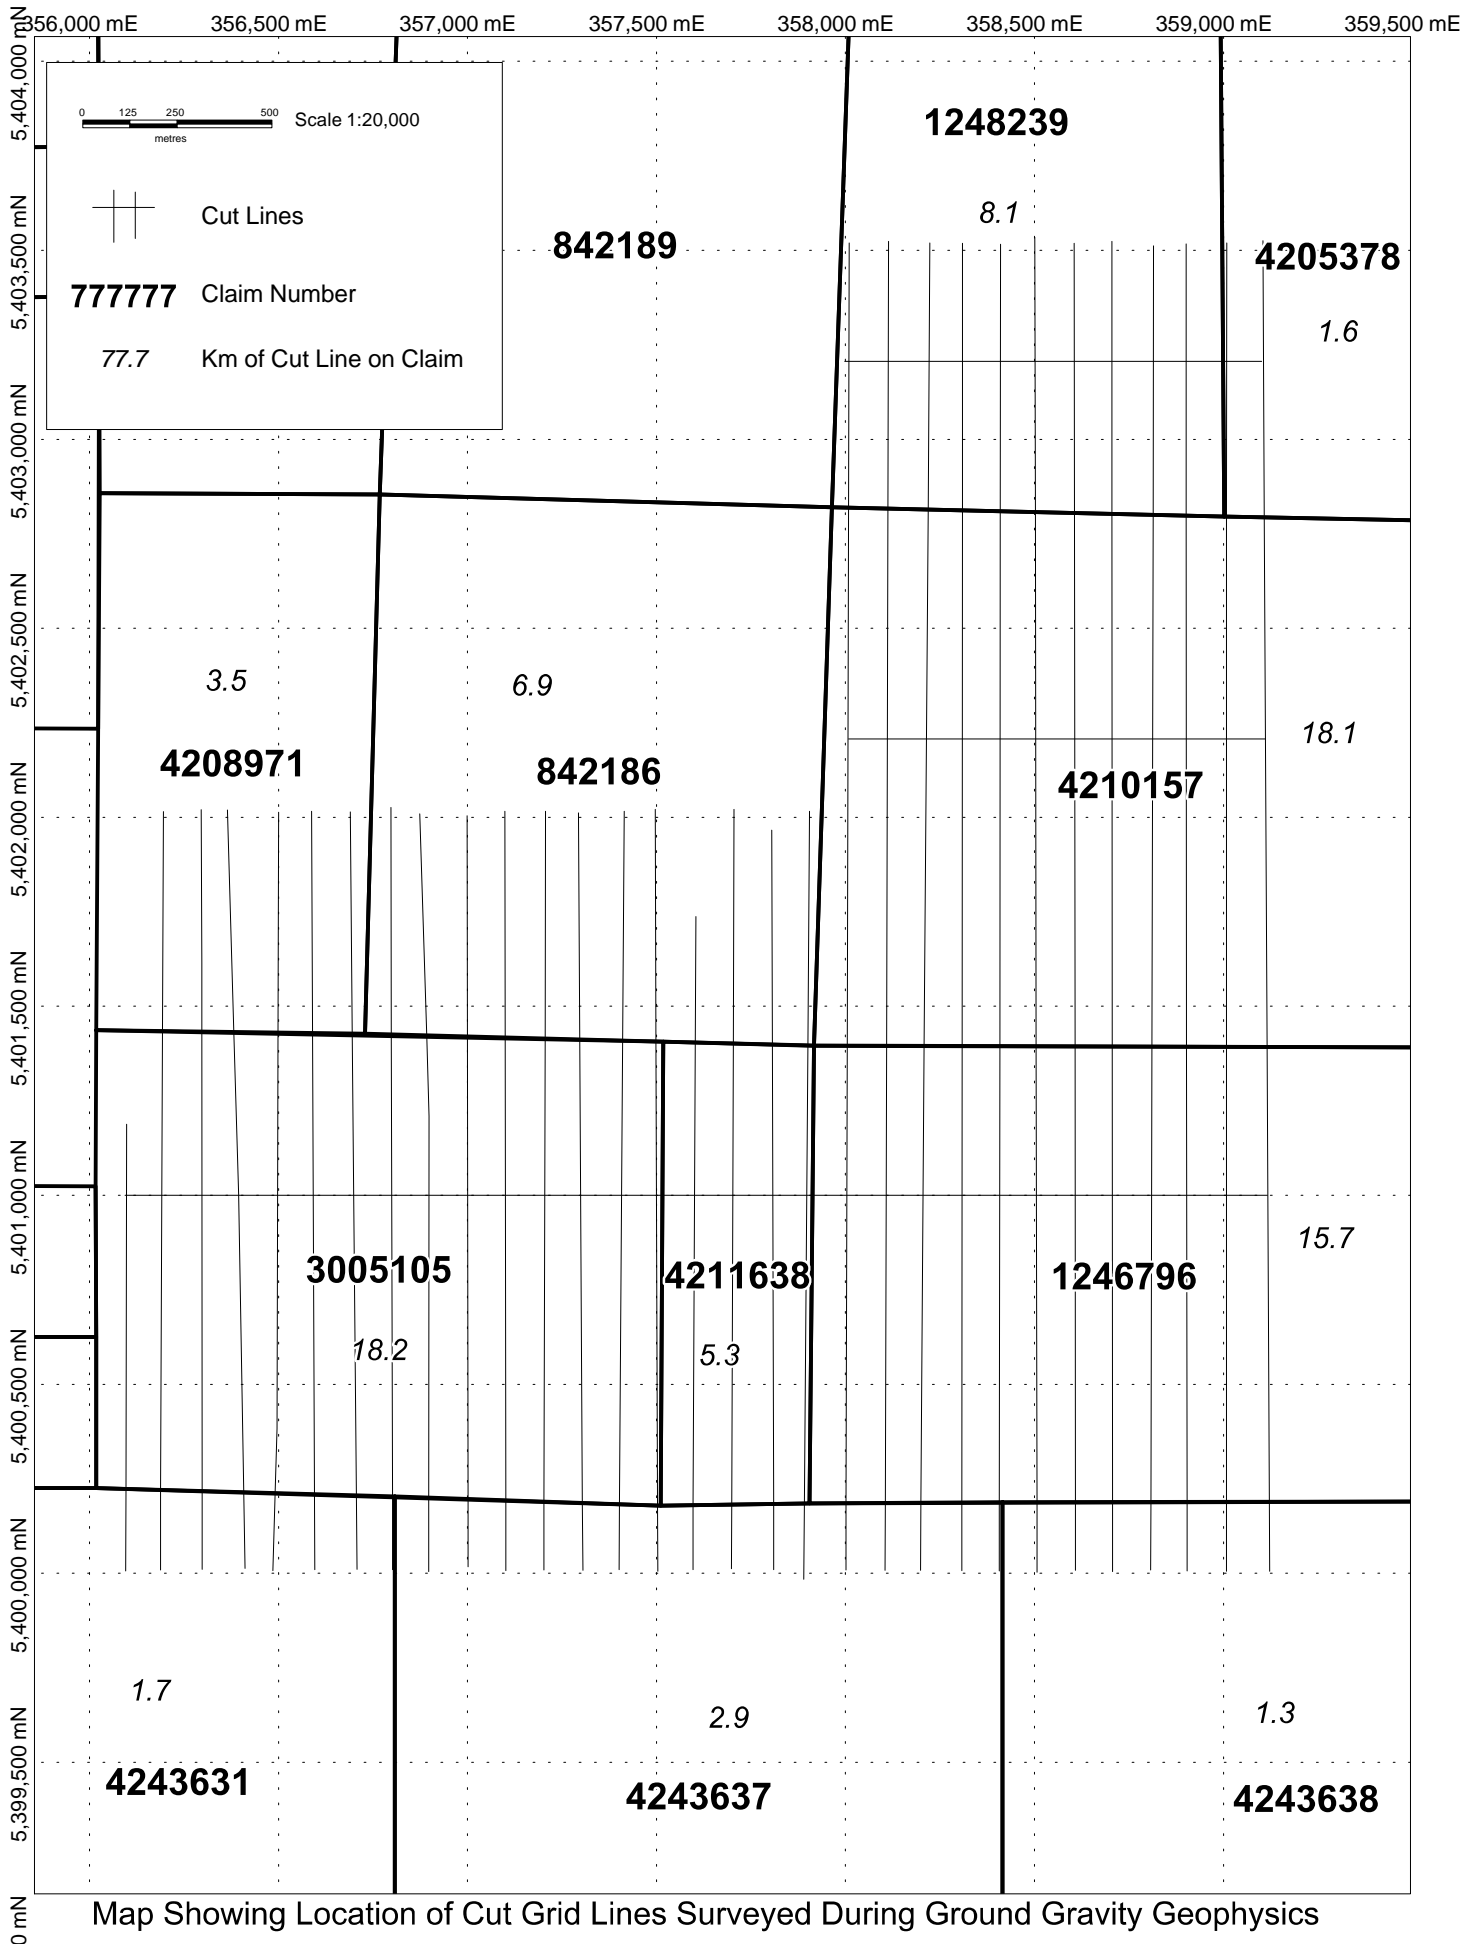 356,000 mE 356,500 mE 357,000 mE 357,500 mE 358,000 mE 358,500 mE 359,000 mE 359,500 mE
5,404,000 mN
5,403,500 mN
5,403,000 mN
5,402,500 mN
5,402,000 mN
5,401,500 mN
5,401,000 mN
5,400,500 mN
5,400,000 mN
5,399,500 mN
0 mN
0 125 250 500
metres
Scale 1:20,000
Cut Lines
777777 Claim Number
77.7 Km of Cut Line on Claim
1248239
8.1
842189
4205378
1.6
3.5
4208971
6.9
842186
18.1
4210157
3005105
18.2
4211638
5.3
1246796
15.7
1.7
4243631
2.9
4243637
1.3
4243638
Map Showing Location of Cut Grid Lines Surveyed During Ground Gravity Geophysics